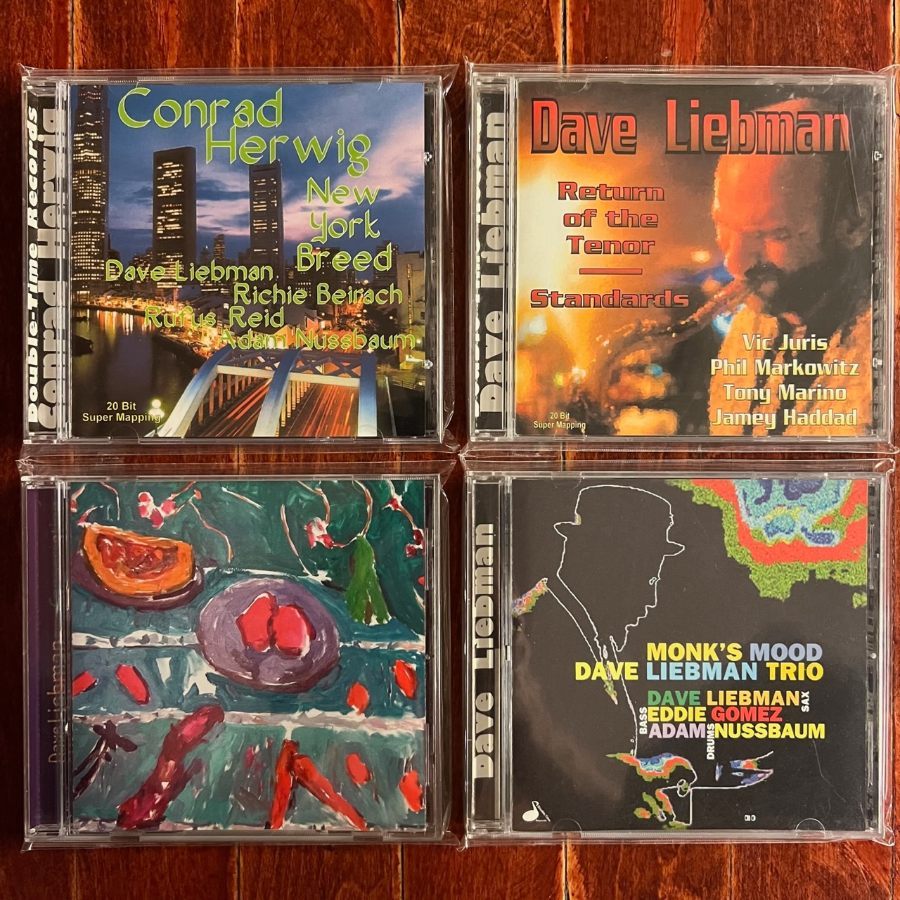 Double-Time Records
Conrad Herwig
Conrad
Herwig
New
York
Breed
Dave Liebman
Richie Beirach
Rufus Reid
Adam Nussbaum
20 Bit
Super Mapping
Dave Liebman
Dave Liebman
Return
of the
Tenor
Standards
Vic Juris
Phil Markowitz
Tony Marino
Jamey Haddad
20 Bit
Super Mapping
Dave Liebman
Dave Liebman
MONK'S MOOD
DAVE LIEBMAN TRIO
DAVE LIEBMAN SAX
BASS EDDIE GOMEZ
ADAM NUSSBAUM DRUMS